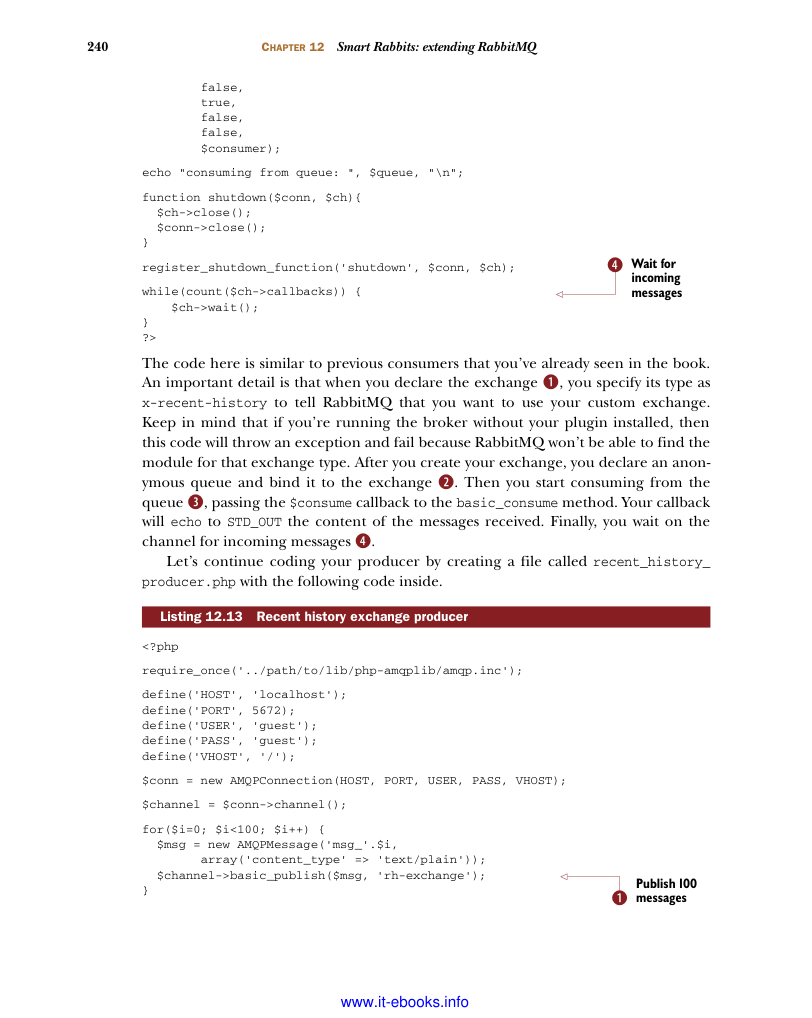 240
CHAPTER 12 Smart Rabbits: extending RabbitMQ
false,
true,
false,
false,
$consumer);
echo "consuming from queue: ", $queue, "\n";
function shutdown($conn, $ch){
$ch->close();
$conn->close();
}
register_shutdown_function('shutdown', $conn, $ch);
while(count($ch->callbacks)) {
$ch->wait();
}
?>
4 Wait for
incoming
messages
The code here is similar to previous consumers that you've already seen in the book.
An important detail is that when you declare the exchange 1, you specify its type as
x-recent-history to tell RabbitMQ that you want to use your custom exchange.
Keep in mind that if you're running the broker without your plugin installed, then
this code will throw an exception and fail because RabbitMQ won't be able to find the
module for that exchange type. After you create your exchange, you declare an anon-
ymous queue and bind it to the exchange 2. Then you start consuming from the
queue 3, passing the $consume callback to the basic_consume method. Your callback
will echo to STD_OUT the content of the messages received. Finally, you wait on the
channel for incoming messages 4.
Let's continue coding your producer by creating a file called recent_history_
producer.php with the following code inside.
Listing 12.13 Recent history exchange producer
<?php
require_once('../path/to/lib/php-amqplib/amqp.inc');
define('HOST', 'localhost');
define('PORT', 5672);
define('USER', 'guest');
define('PASS', 'guest');
define('VHOST', '/');
$conn = new AMQPConnection(HOST, PORT, USER, PASS, VHOST);
$channel = $conn->channel();
for($i=0; $i<100; $i++) {
$msg = new AMQPMessage('msg_'.$i,
array('content_type' => 'text/plain'));
$channel->basic_publish($msg, 'rh-exchange');
}
1 Publish 100
messages
www.it-ebooks.info